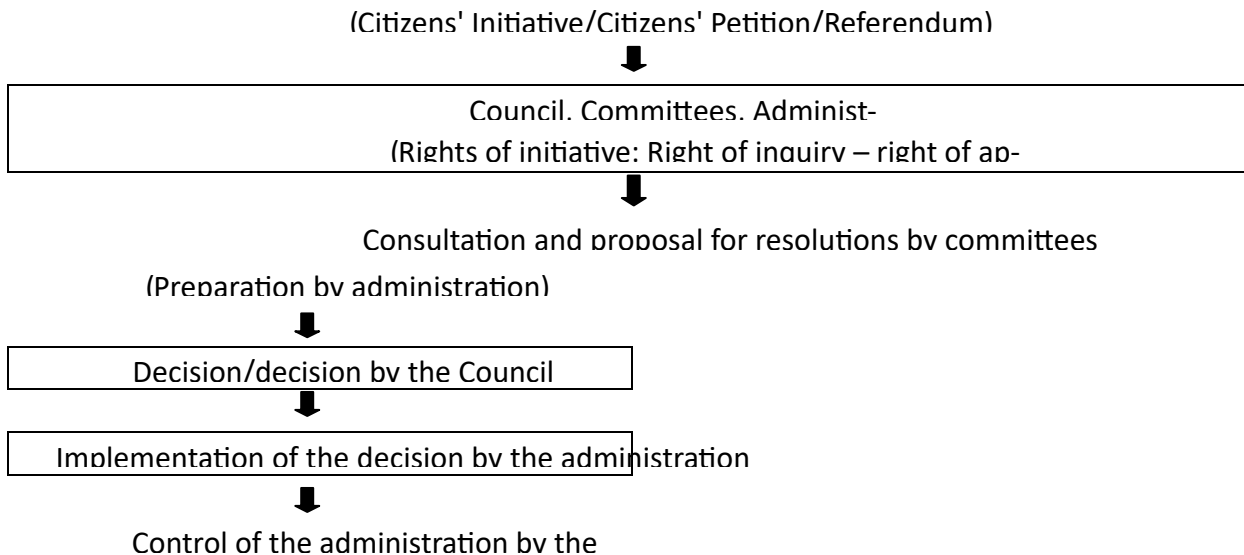 (Citizens' Initiative/Citizens' Petition/Referendum)
Council, Committees, Administ-
(Rights of initiative: Right of inquiry – right of ap-
Consultation and proposal for resolutions by committees
(Preparation by administration)
Decision/decision by the Council
Implementation of the decision by the administration
Control of the administration by the